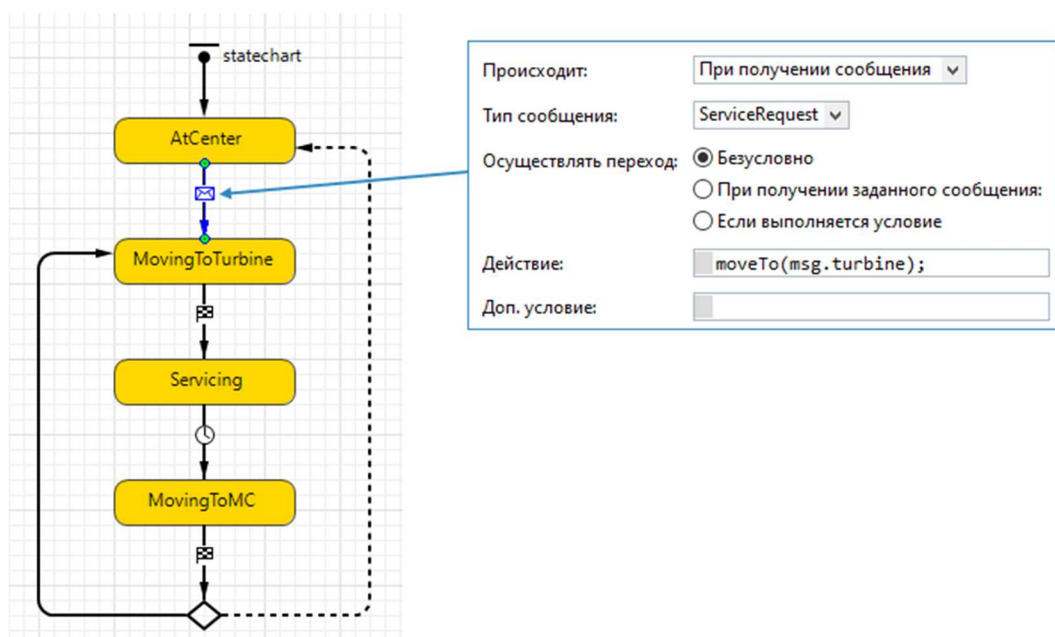 statechart
AtCenter
MovingToTurbine
Servicing
MovingToMC
Происходит: При получении сообщения
Тип сообщения: ServiceRequest
Осуществлять переход: Безусловно
При получении заданного сообщения:
Если выполняется условие
Действие: moveTo(msg.turbine);
Доп. условие: